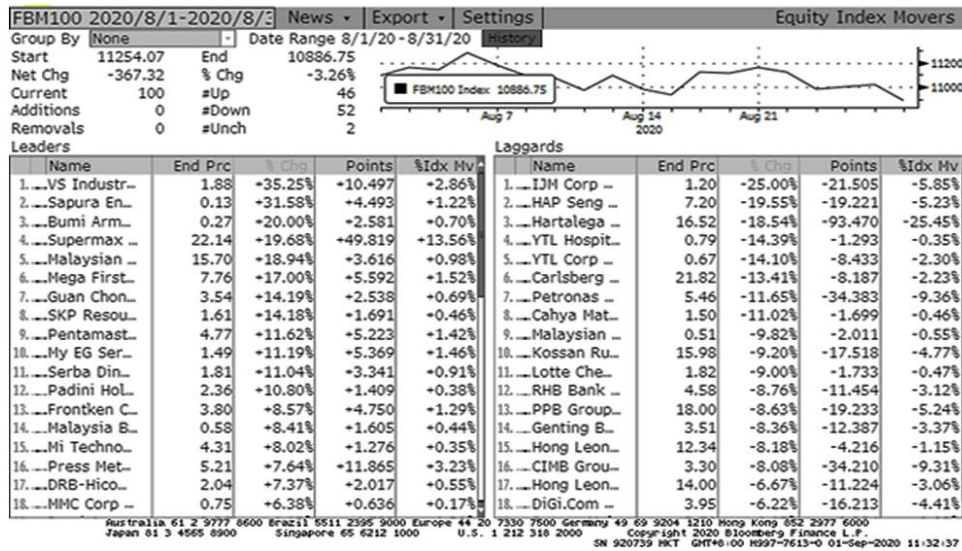 FBM100 2020/8/1-2020/8/3 News Export Settings Equity Index Movers
Group By None Date Range 8/1/20-8/31/20 History
Start 11254.07 End 10886.75
Net Chg -367.32 % Chg -3.26%
Current 100 #Up 46
Additions 0 #Down 52
Removals 0 #Unch 2
11200
11000
FBM100 Index 10886.75
Aug 7 Aug 14 Aug 21
2020
Leaders Laggards
Name End Prc % Chg Points %Idx Mv Name End Prc % Chg Points %Idx Mv
1. VS Industr… 1.88 +35.25% +10.497 +2.86% 1. IJM Corp … 1.20 -25.00% -21.505 -5.85%
2. Sapura En… 0.13 +31.58% +4.493 +1.22% 2. HAP Seng … 7.20 -19.55% -19.221 -5.23%
3. Bumi Arm… 0.27 +20.00% +2.581 +0.70% 3. Hartalega … 16.52 -18.54% -93.470 -25.45%
4. Supermax … 22.14 +19.68% +49.819 +13.56% 4. YTL Hospit… 0.79 -14.39% -1.293 -0.35%
5. Malaysian … 15.70 +18.94% +3.616 +0.98% 5. YTL Corp … 0.67 -14.10% -8.433 -2.30%
6. Mega First… 7.76 +17.00% +5.592 +1.52% 6. Carlsberg … 21.82 -13.41% -8.187 -2.23%
7. Guan Chon… 3.54 +14.19% +2.538 +0.69% 7. Petronas … 5.46 -11.65% -34.383 -9.36%
8. SKP Resou… 1.61 +14.18% +1.691 +0.46% 8. Cahya Mat… 1.50 -11.02% -1.699 -0.46%
9. Pentamast… 4.77 +11.62% +5.223 +1.42% 9. Malaysian … 0.51 -9.82% -2.011 -0.55%
10. My EG Ser… 1.49 +11.19% +5.369 +1.46% 10. Kossan Ru… 15.98 -9.20% -17.518 -4.77%
11. Serba Din… 1.81 +11.04% +3.341 +0.91% 11. Lotte Che… 1.82 -9.00% -1.733 -0.47%
12. Padini Hol… 2.36 +10.80% +1.409 +0.38% 12. RHB Bank … 4.58 -8.76% -11.454 -3.12%
13. Frontken C… 3.80 +8.57% +4.750 +1.29% 13. PPB Group… 18.00 -8.63% -19.233 -5.24%
14. Malaysia B… 0.58 +8.41% +1.605 +0.44% 14. Genting B… 3.51 -8.36% -12.387 -3.37%
15. Mi Techno… 4.31 +8.02% +1.276 +0.35% 15. Hong Leon… 12.34 -8.18% -4.216 -1.15%
16. Press Met… 5.21 +7.64% +11.865 +3.23% 16. CIMB Grou… 3.30 -8.08% -34.210 -9.31%
17. DRB-Hico… 2.04 +7.37% +2.017 +0.55% 17. Hong Leon… 14.00 -6.67% -11.224 -3.06%
18. MMC Corp … 0.75 +6.38% +0.636 +0.17% 18. DiGi.Com … 3.95 -6.22% -16.213 -4.41%
Australia 61 2 9777 8600 Brazil 5511 2395 9000 Europe 44 20 7330 7500 Germany 49 69 9204 1210 Hong Kong 852 2977 6000
Japan 81 3 4565 8900 Singapore 65 6212 1000 U.S. 1 212 318 2000 Copyright 2020 Bloomberg Finance L.P.
SN 920739 HKT GMT+8:00 H997-7613-0 01-Sep-2020 11:32:37